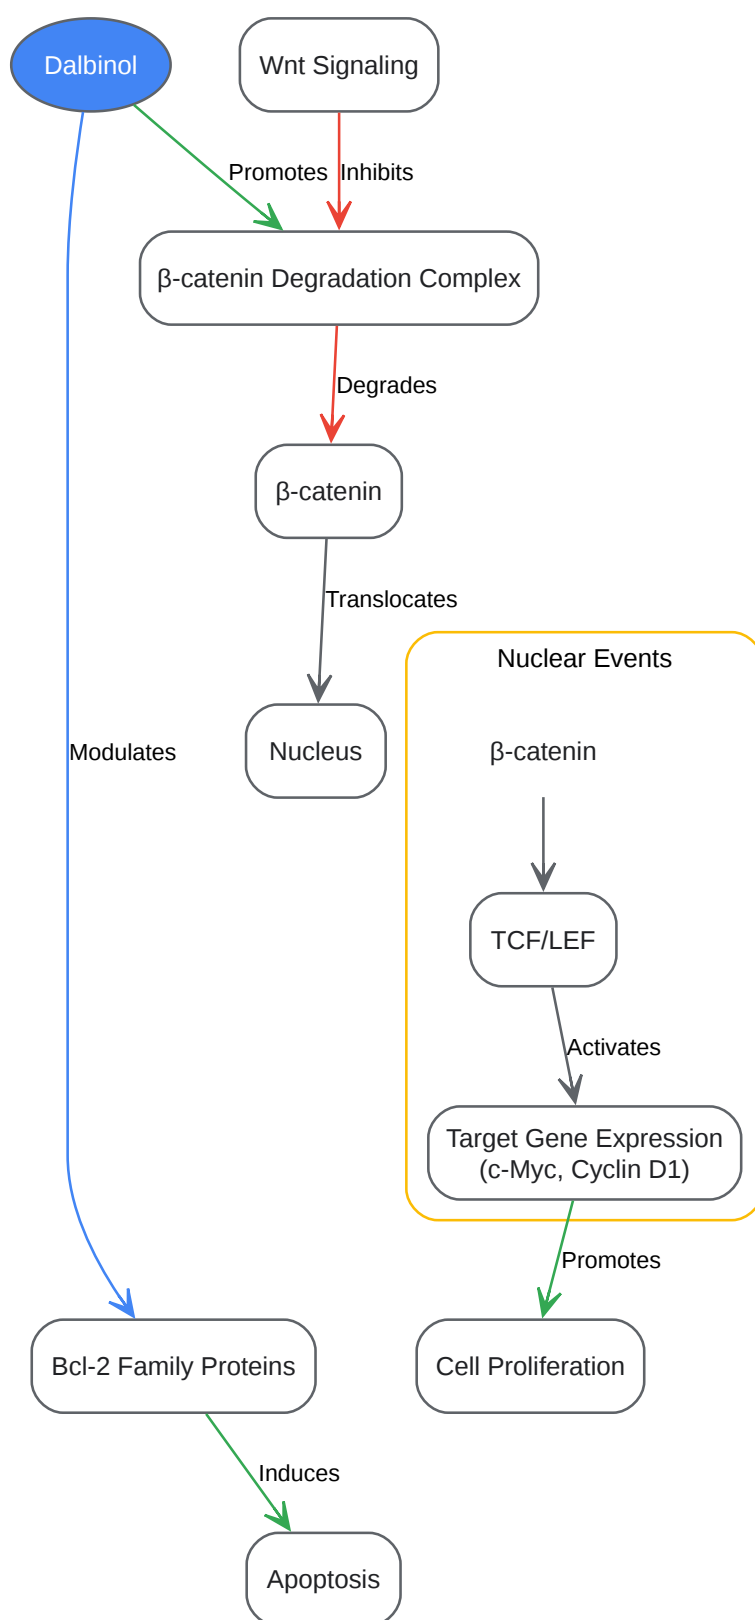 Dalbinol
Wnt Signaling
Promotes
Inhibits
β-catenin Degradation Complex
Degrades
β-catenin
Translocates
Nuclear Events
Modulates
Nucleus
β-catenin
TCF/LEF
Activates
Target Gene Expression
(c-Myc, Cyclin D1)
Promotes
Bcl-2 Family Proteins
Cell Proliferation
Induces
Apoptosis